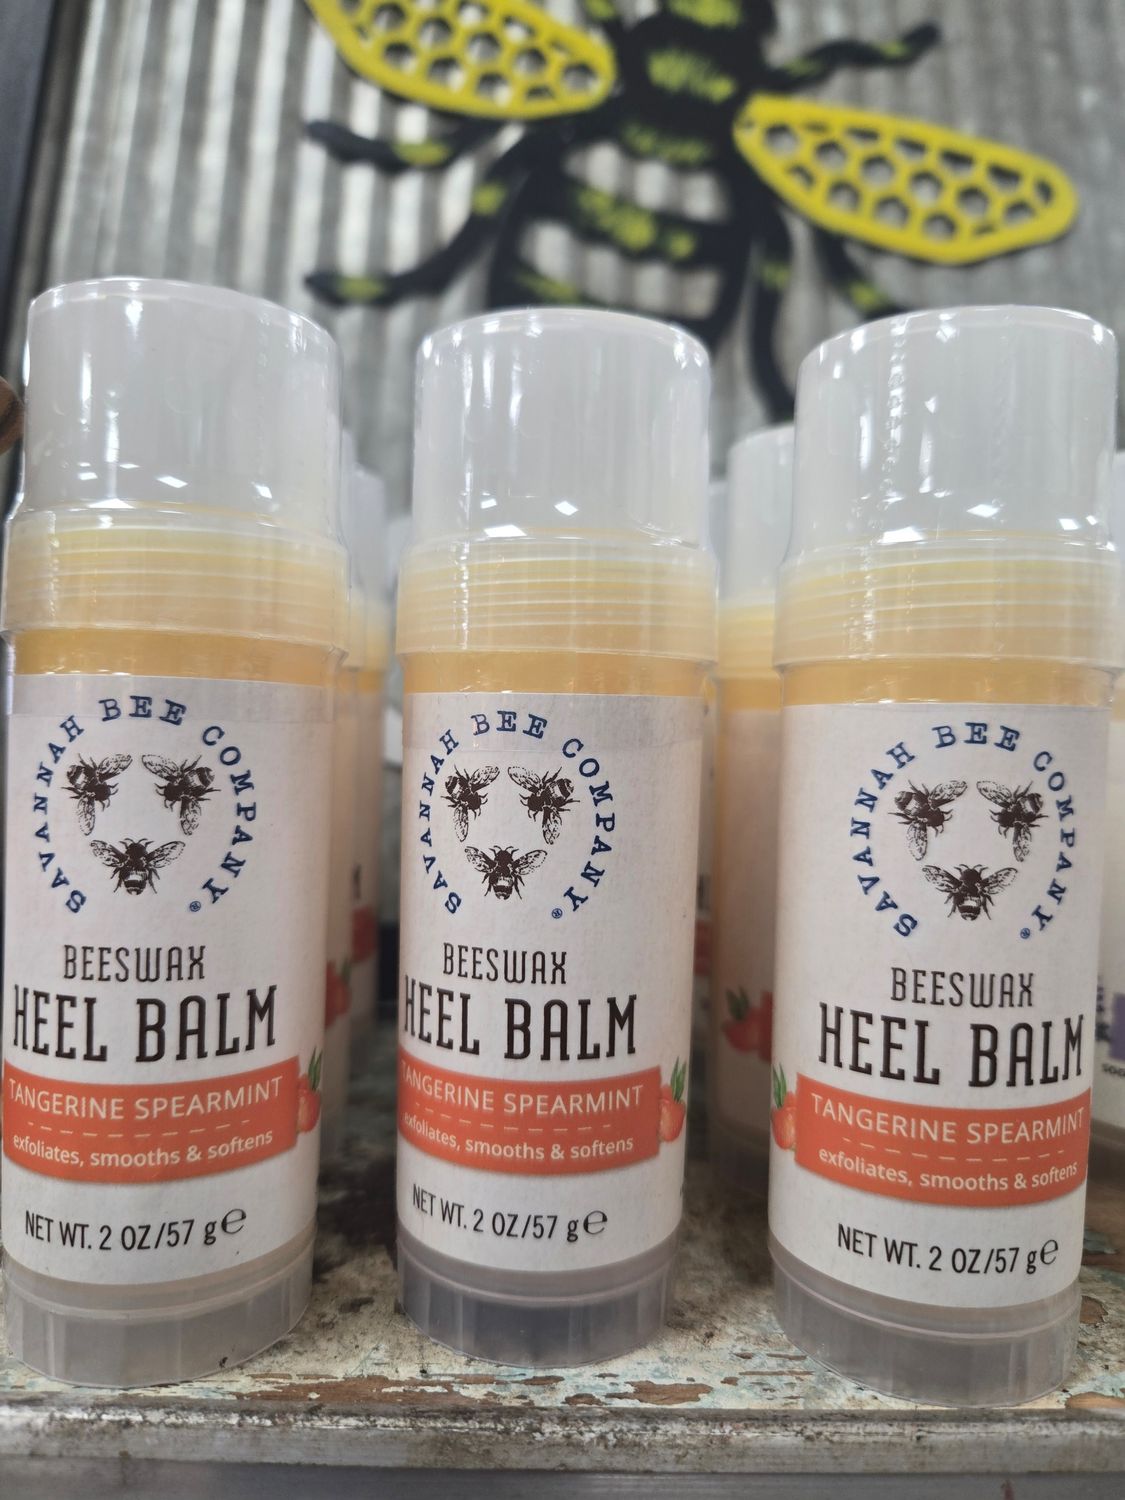 SAVANNAH BEE COMPANY®
BEESWAX
HEEL BALM
TANGERINE SPEARMINT
exfoliates, smooths & softens
NET WT. 2 OZ/57 g℮
SAVANNAH BEE COMPANY®
BEESWAX
HEEL BALM
TANGERINE SPEARMINT
exfoliates, smooths & softens
NET WT. 2 OZ/57 g℮
SAVANNAH BEE COMPANY®
BEESWAX
HEEL BALM
TANGERINE SPEARMINT
exfoliates, smooths & softens
NET WT. 2 OZ/57 g℮